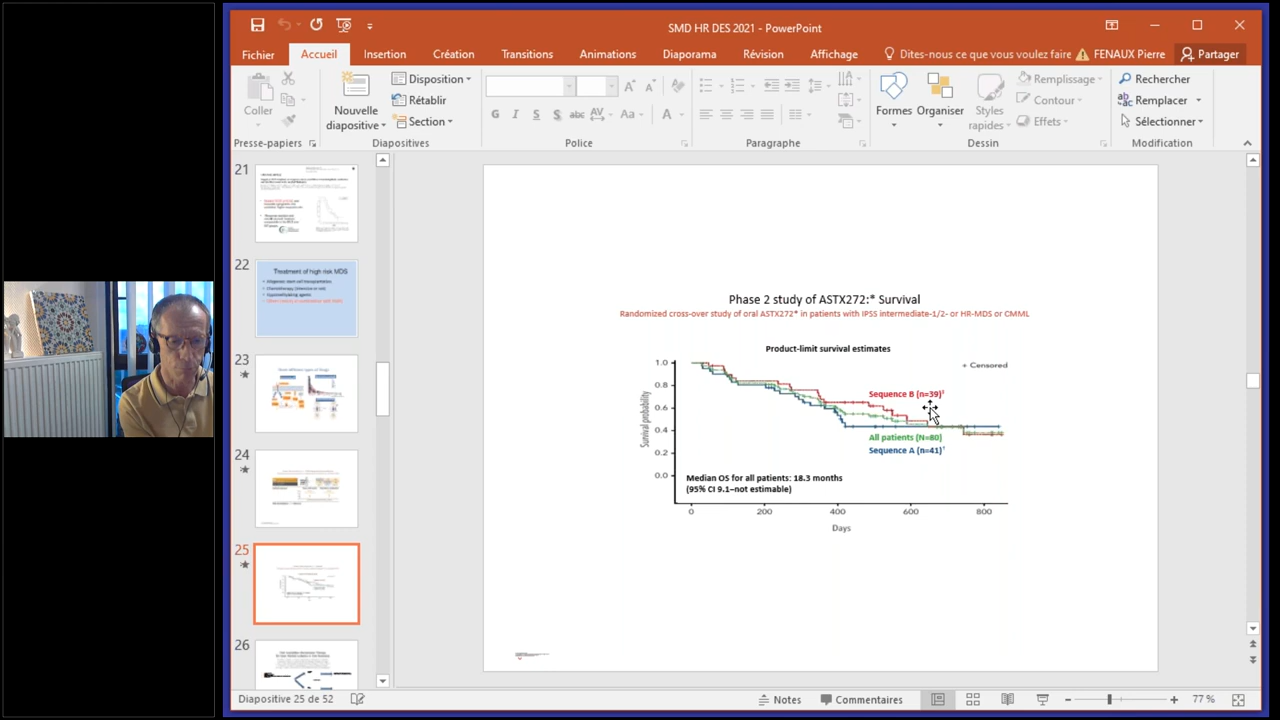 SMD HR DES 2021 - PowerPoint
Fichier
Accueil
Insertion
Création
Transitions
Animations
Diaporama
Révision
Affichage
Dites-nous ce que vous voulez faire
FENAUX Pierre
Partager
Coller
Nouvelle
diapositive
Disposition
Rétablir
Section
G I S S abc AV Aa A
Formes
Organiser
Styles
rapides
Remplissage
Contour
Effets
Rechercher
Remplacer
Sélectionner
Presse-papiers
Diapositives
Police
Paragraphe
Dessin
Modification
21
22
Treatment of high risk MDS
23
24
25
26
Phase 2 study of ASTX272:* Survival
Randomized cross-over study of oral ASTX272* in patients with IPSS intermediate-1/2- or HR-MDS or CMML
Product-limit survival estimates
+ Censored
Survival probability
1.0
0.8
0.6
0.4
0.2
0.0
Sequence B (n=39)‡
All patients (N=80)
Sequence A (n=41)†
Median OS for all patients: 18.3 months
(95% CI 9.1–not estimable)
0 200 400 600 800
Days
Diapositive 25 de 52
Notes
Commentaires
77 %